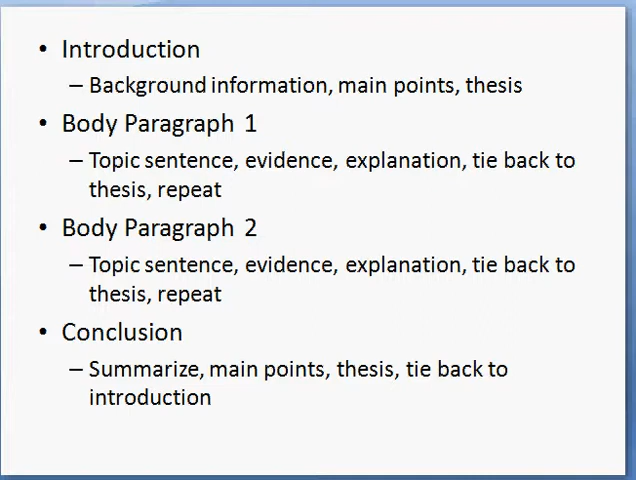 • Introduction
– Background information, main points, thesis
• Body Paragraph 1
– Topic sentence, evidence, explanation, tie back to
thesis, repeat
• Body Paragraph 2
– Topic sentence, evidence, explanation, tie back to
thesis, repeat
• Conclusion
– Summarize, main points, thesis, tie back to
introduction